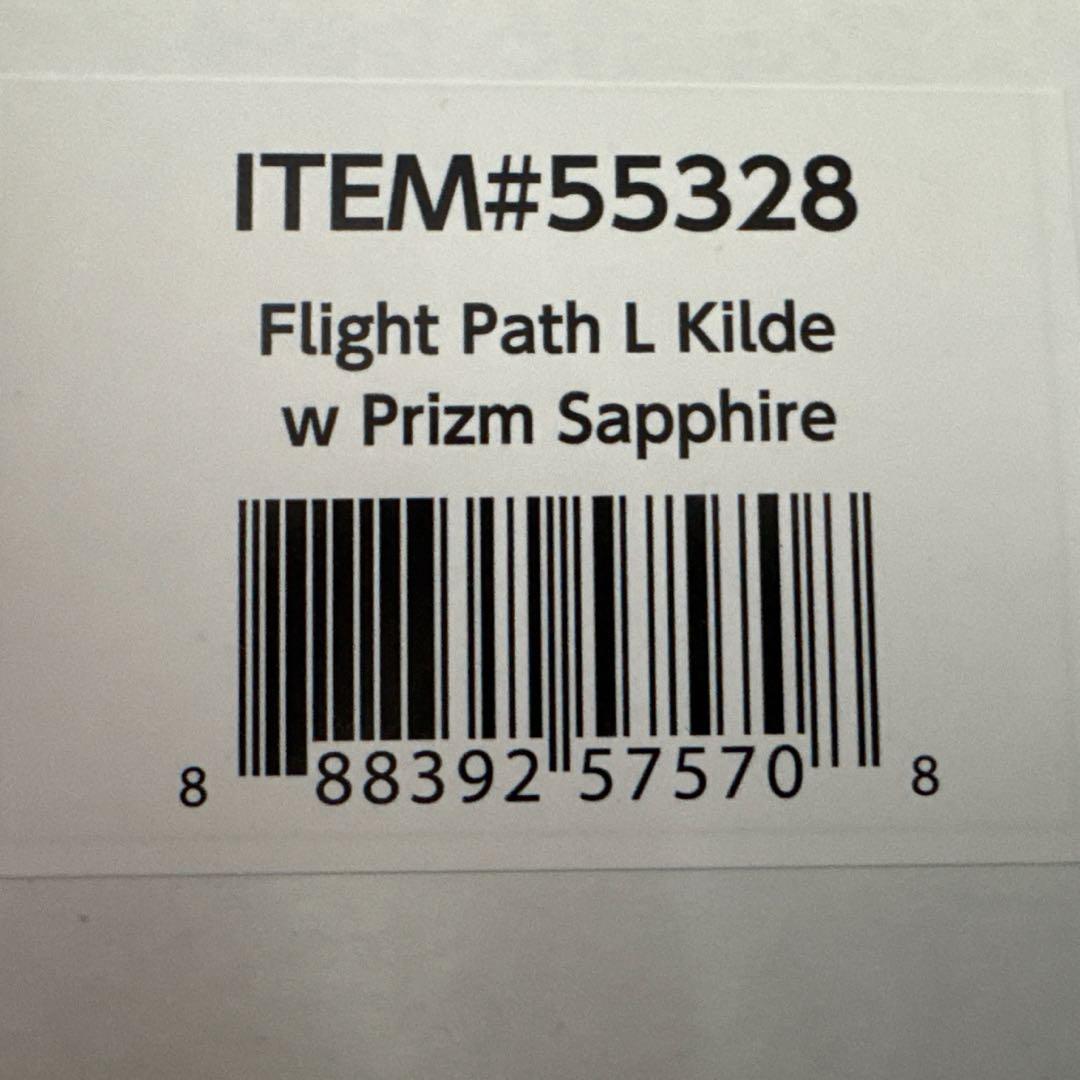 ITEM#55328
Flight Path L Kilde
w Prizm Sapphire
8 88392 57570 8